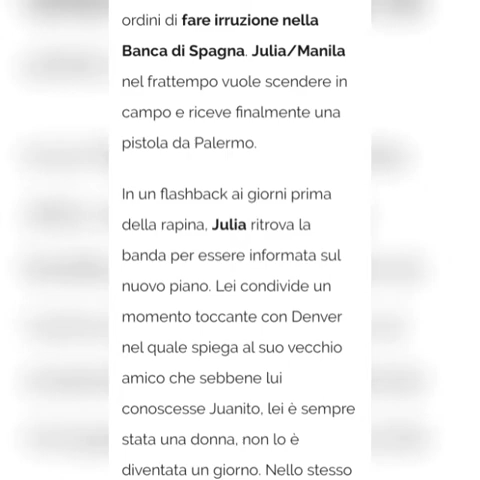 ordini di fare irruzione nella
Banca di Spagna. Julia/Manila
nel frattempo vuole scendere in
campo e riceve finalmente una
pistola da Palermo.
In un flashback ai giorni prima
della rapina, Julia ritrova la
banda per essere informata sul
nuovo piano. Lei condivide un
momento toccante con Denver
nel quale spiega al suo vecchio
amico che sebbene lui
conoscesse Juanito, lei è sempre
stata una donna, non lo è
diventata un giorno. Nello stesso